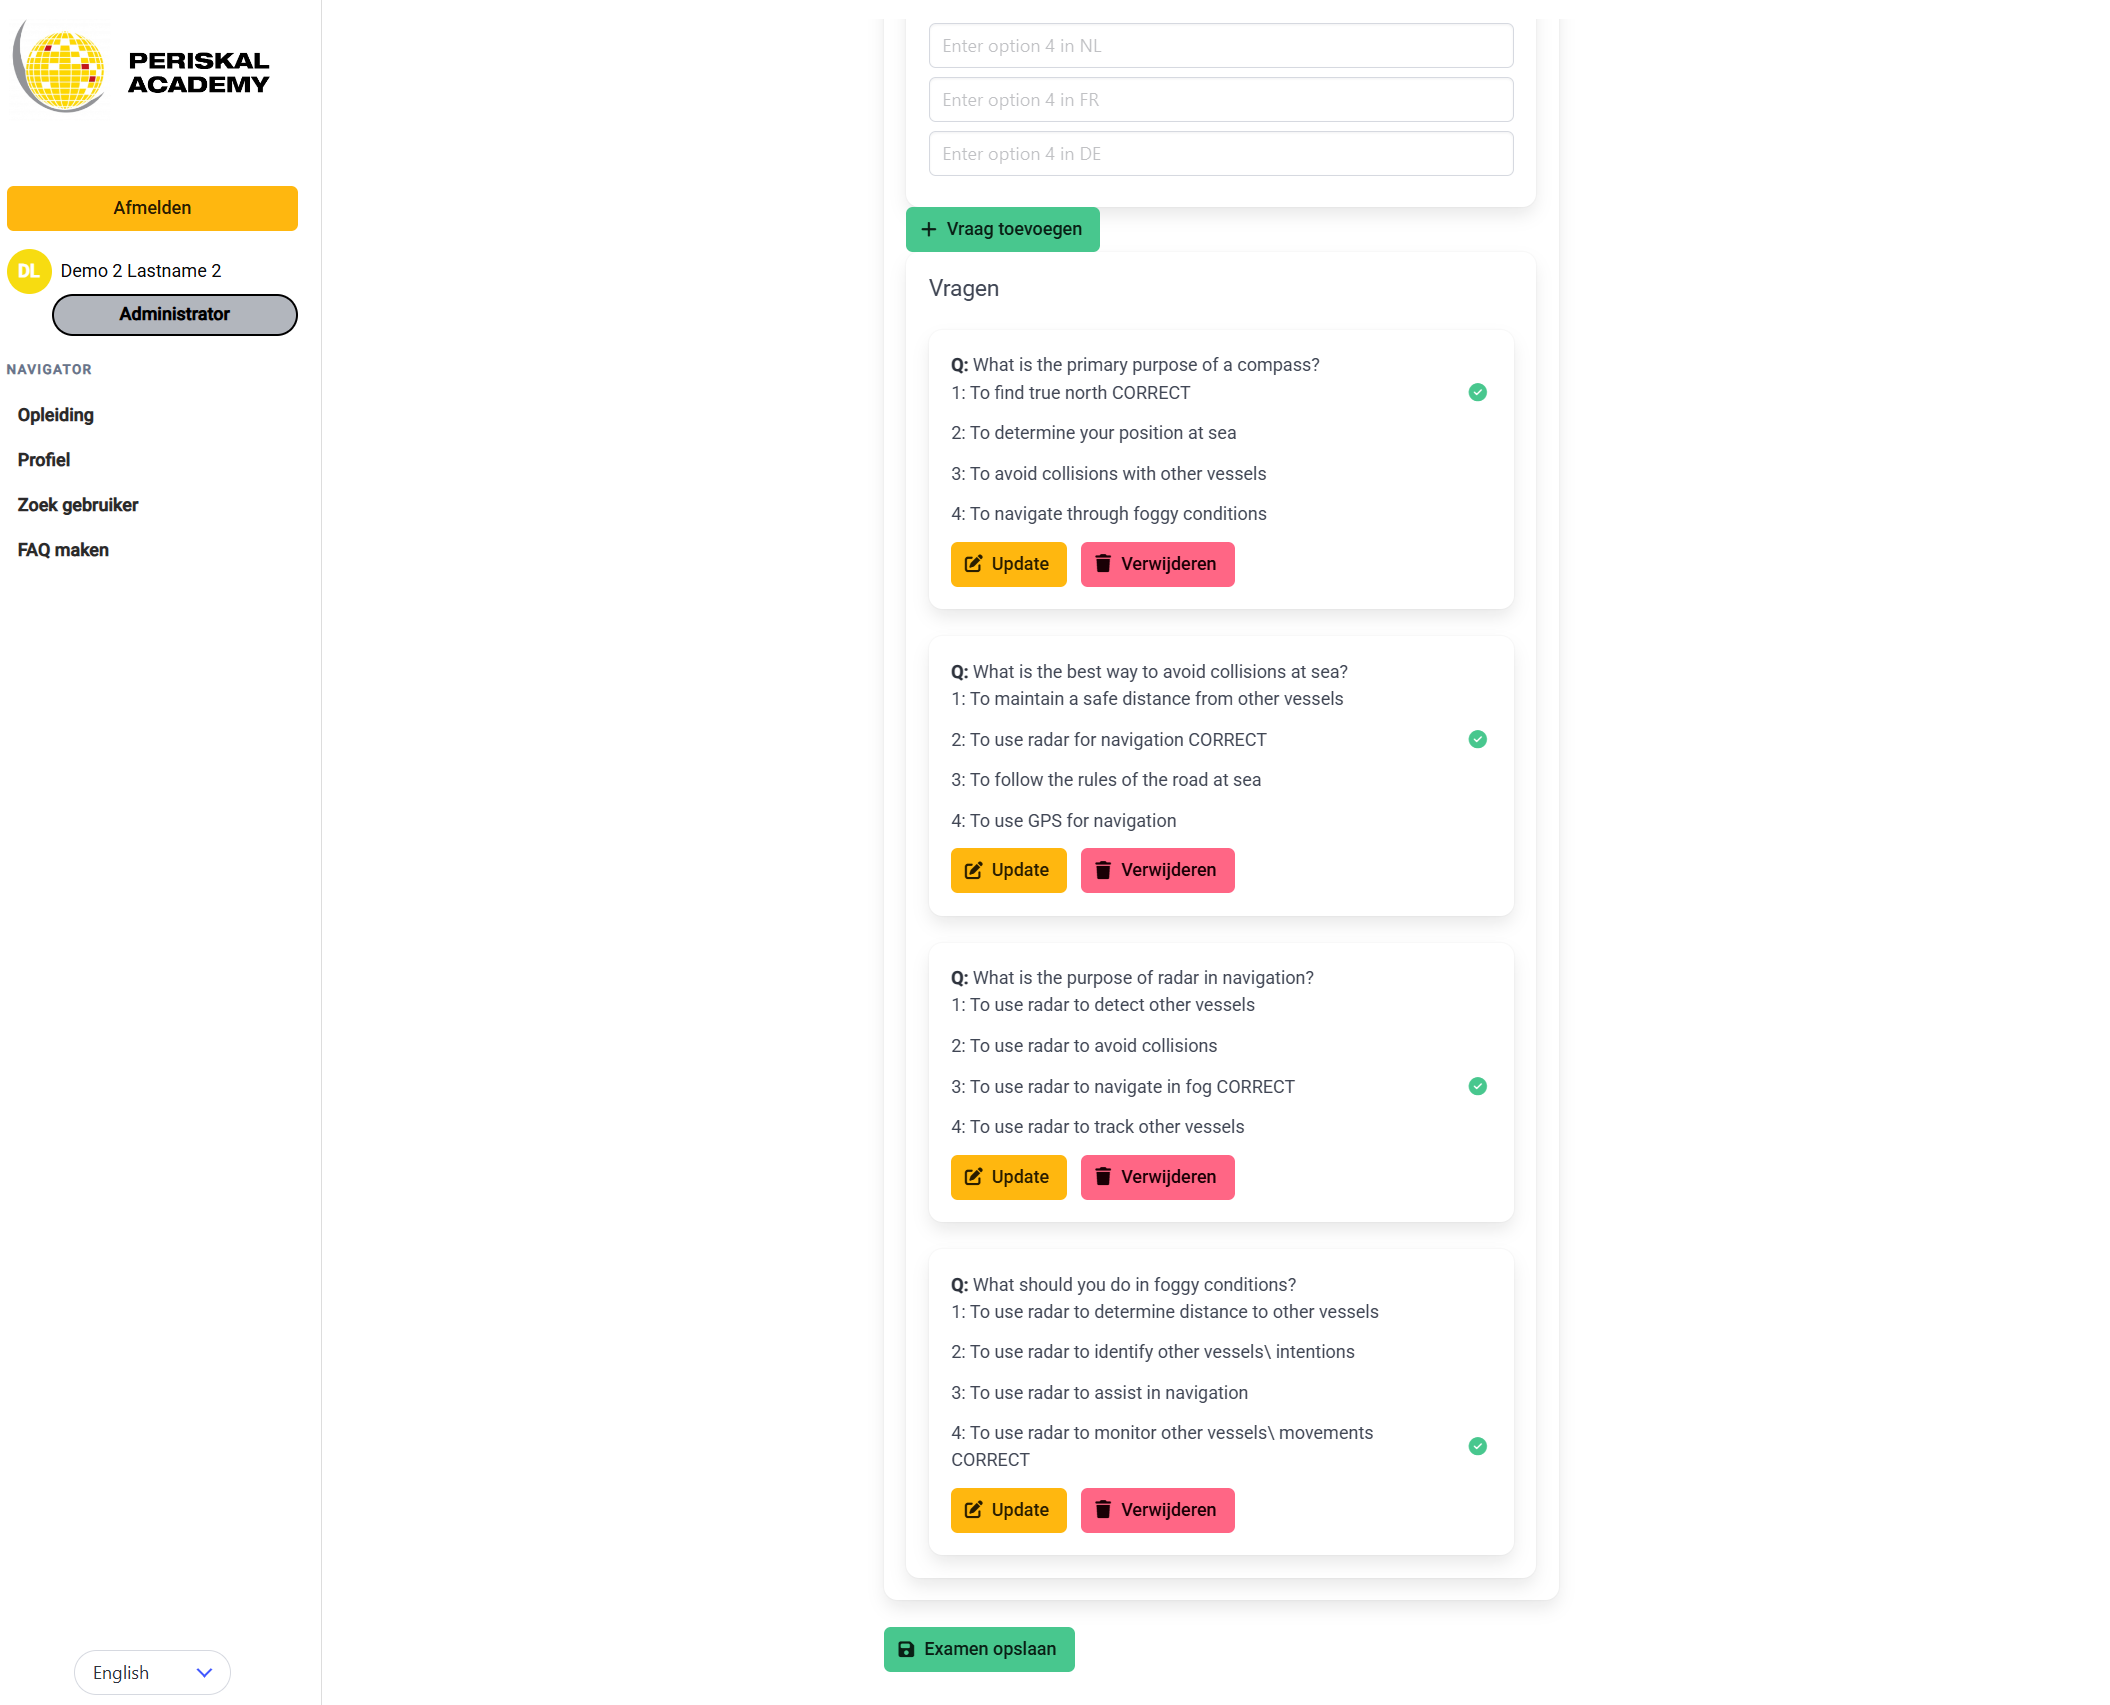 PERISKAL
ACADEMY
Afmelden
DL
Demo 2 Lastname 2
Administrator
NAVIGATOR
Opleiding
Profiel
Zoek gebruiker
FAQ maken
English
Enter option 4 in NL
Enter option 4 in FR
Enter option 4 in DE
Vraag toevoegen
Vragen
Q: What is the primary purpose of a compass?
1: To find true north CORRECT
2: To determine your position at sea
3: To avoid collisions with other vessels
4: To navigate through foggy conditions
Update
Verwijderen
Q: What is the best way to avoid collisions at sea?
1: To maintain a safe distance from other vessels
2: To use radar for navigation CORRECT
3: To follow the rules of the road at sea
4: To use GPS for navigation
Update
Verwijderen
Q: What is the purpose of radar in navigation?
1: To use radar to detect other vessels
2: To use radar to avoid collisions
3: To use radar to navigate in fog CORRECT
4: To use radar to track other vessels
Update
Verwijderen
Q: What should you do in foggy conditions?
1: To use radar to determine distance to other vessels
2: To use radar to identify other vessels\ intentions
3: To use radar to assist in navigation
4: To use radar to monitor other vessels\ movements
CORRECT
Update
Verwijderen
Examen opslaan